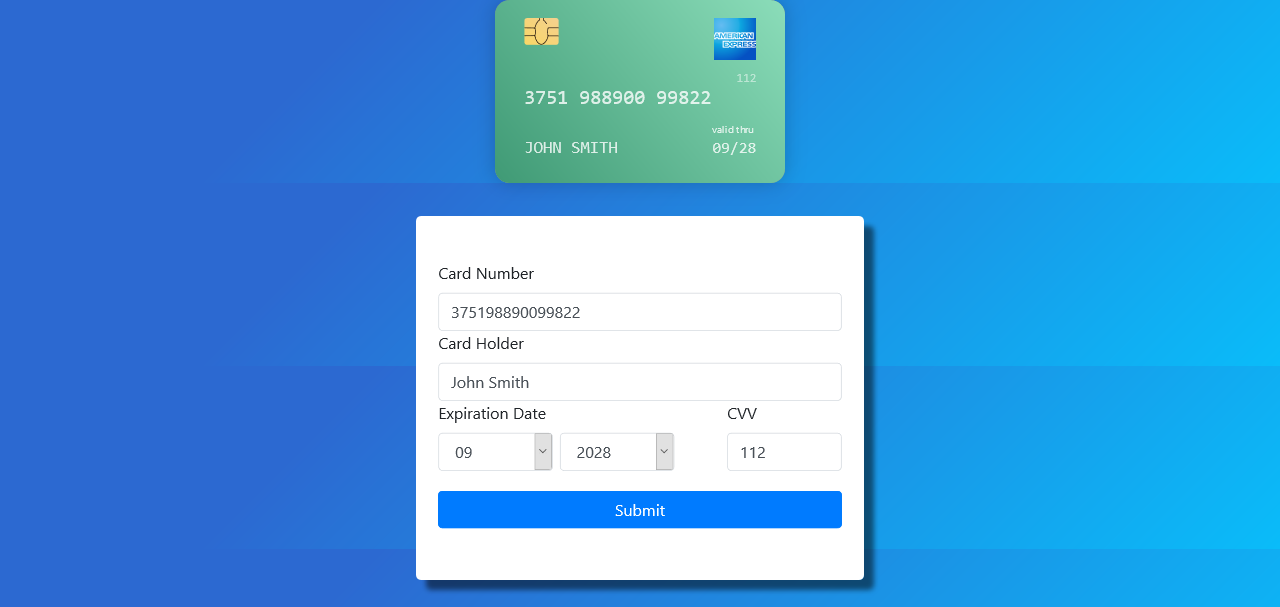 AMERICAN
EXPRESS
112
3751 988900 99822
valid thru
JOHN SMITH 09/28
Card Number
375198890099822
Card Holder
John Smith
Expiration Date CVV
09 2028 112
Submit